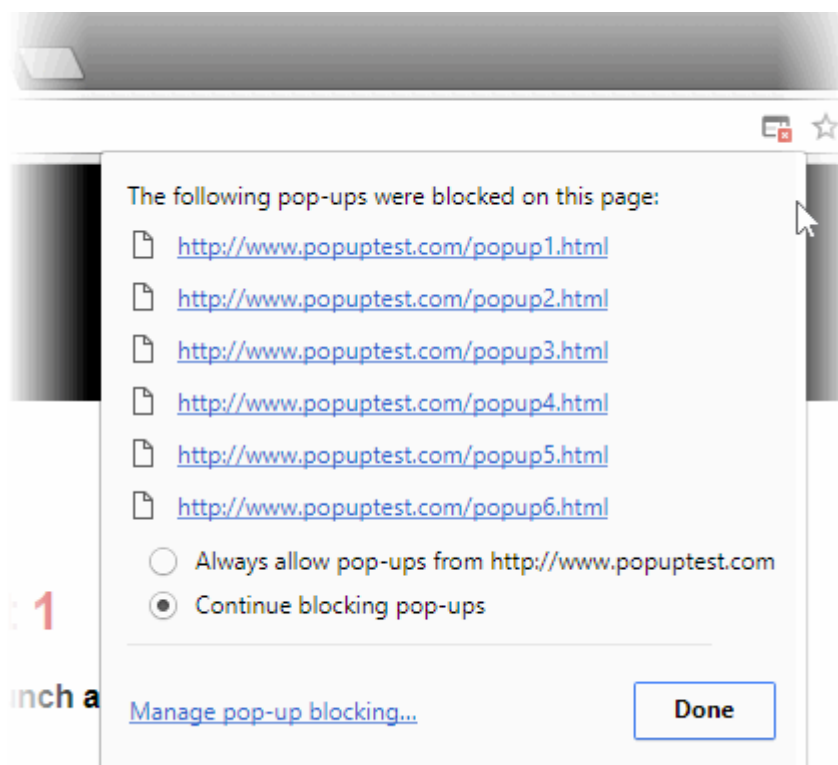 The following pop-ups were blocked on this page:
http://www.popuptest.com/popup1.html
http://www.popuptest.com/popup2.html
http://www.popuptest.com/popup3.html
http://www.popuptest.com/popup4.html
http://www.popuptest.com/popup5.html
http://www.popuptest.com/popup6.html
Always allow pop-ups from http://www.popuptest.com
Continue blocking pop-ups
: 1
unch a
Manage pop-up blocking...
Done